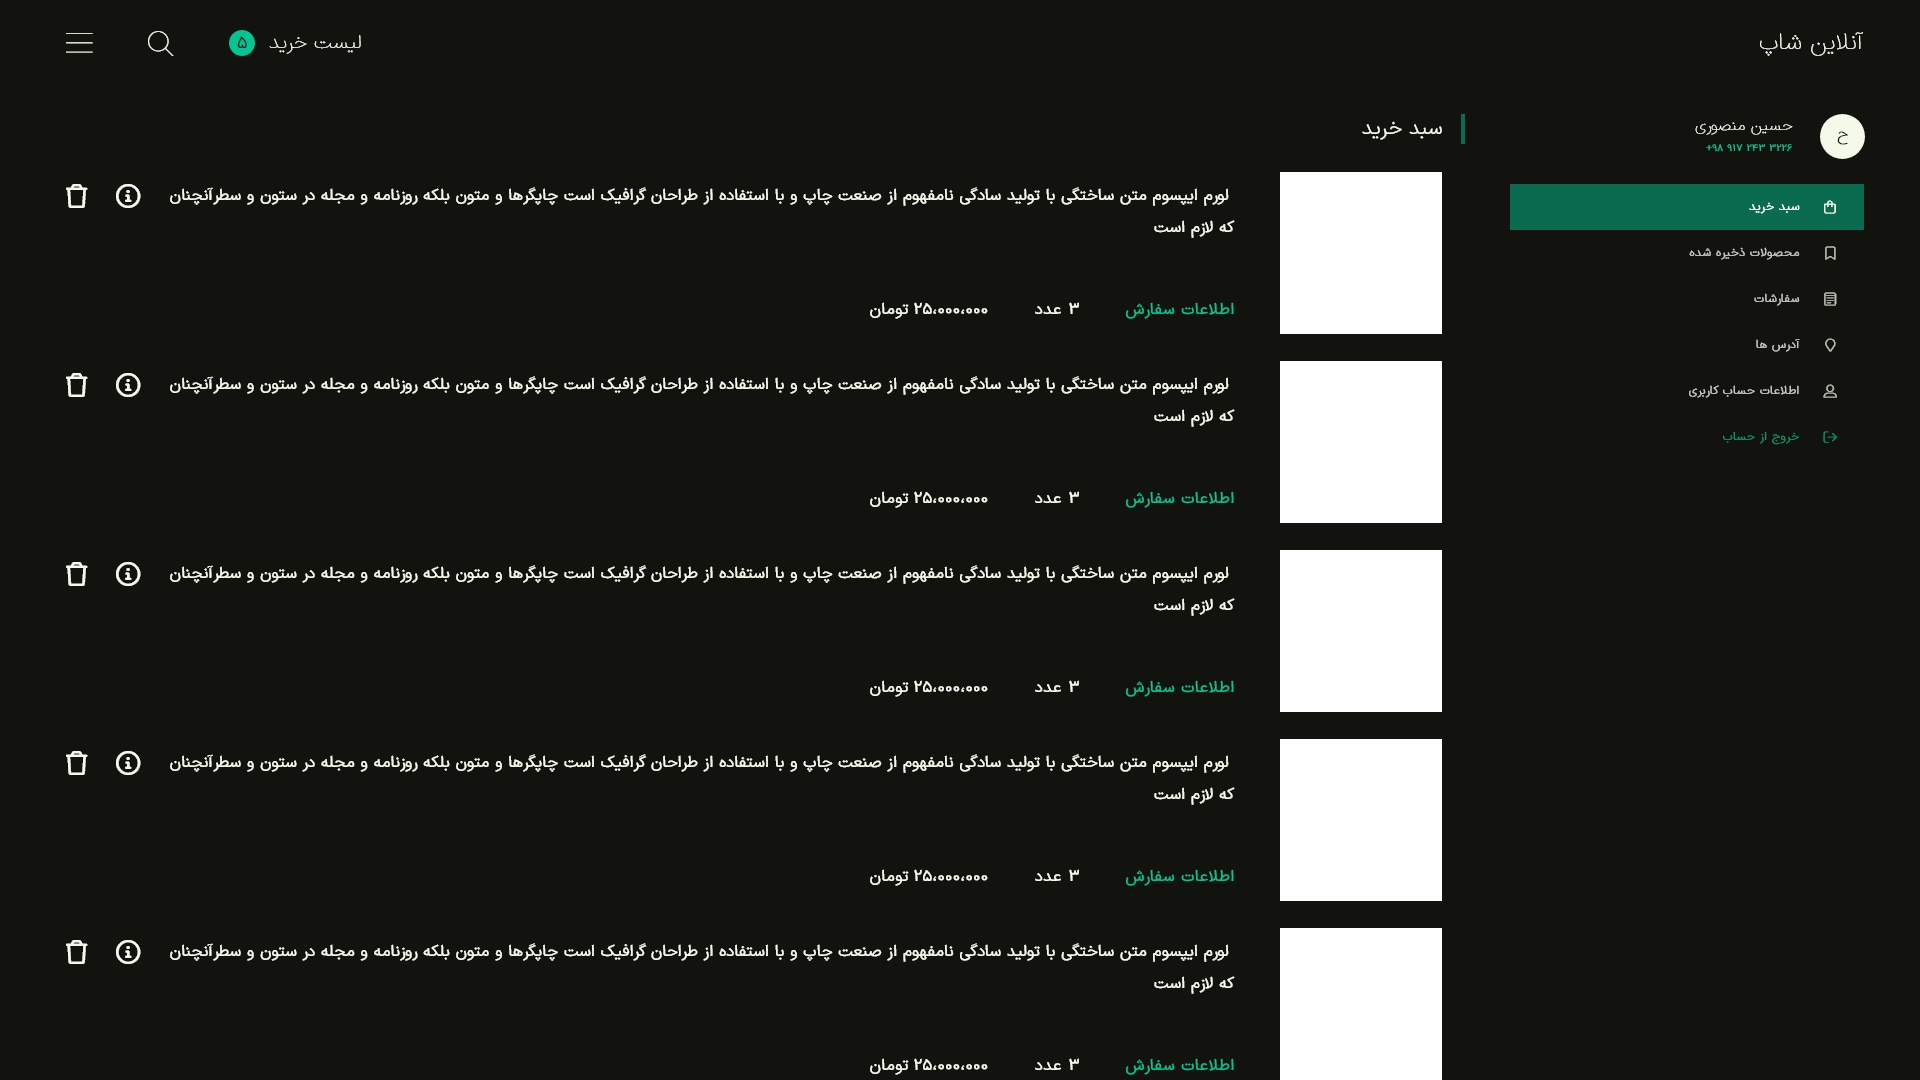 آنلاین شاپ
لیست خرید ۵
ح
حسین منصوری
+۹۸ ۹۱۷ ۲۴۳ ۳۲۲۶
سبد خرید
محصولات ذخیره شده
سفارشات
آدرس ها
اطلاعات حساب کاربری
خروج از حساب
سبد خرید
لورم ایپسوم متن ساختگی با تولید سادگی نامفهوم از صنعت چاپ و با استفاده از طراحان گرافیک است چاپگرها و متون بلکه روزنامه و مجله در ستون و سطرآنچنان
که لازم است
اطلاعات سفارش ۳ عدد ۲۵،۰۰۰،۰۰۰ تومان
لورم ایپسوم متن ساختگی با تولید سادگی نامفهوم از صنعت چاپ و با استفاده از طراحان گرافیک است چاپگرها و متون بلکه روزنامه و مجله در ستون و سطرآنچنان
که لازم است
اطلاعات سفارش ۳ عدد ۲۵،۰۰۰،۰۰۰ تومان
لورم ایپسوم متن ساختگی با تولید سادگی نامفهوم از صنعت چاپ و با استفاده از طراحان گرافیک است چاپگرها و متون بلکه روزنامه و مجله در ستون و سطرآنچنان
که لازم است
اطلاعات سفارش ۳ عدد ۲۵،۰۰۰،۰۰۰ تومان
لورم ایپسوم متن ساختگی با تولید سادگی نامفهوم از صنعت چاپ و با استفاده از طراحان گرافیک است چاپگرها و متون بلکه روزنامه و مجله در ستون و سطرآنچنان
که لازم است
اطلاعات سفارش ۳ عدد ۲۵،۰۰۰،۰۰۰ تومان
لورم ایپسوم متن ساختگی با تولید سادگی نامفهوم از صنعت چاپ و با استفاده از طراحان گرافیک است چاپگرها و متون بلکه روزنامه و مجله در ستون و سطرآنچنان
که لازم است
اطلاعات سفارش ۳ عدد ۲۵،۰۰۰،۰۰۰ تومان